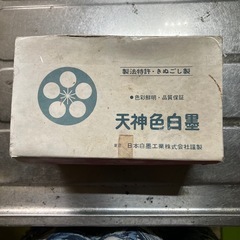 製法特許・きぬごし製
●色彩鮮明・品質保証
天神色白墨
日本白墨工業株式会社謹製